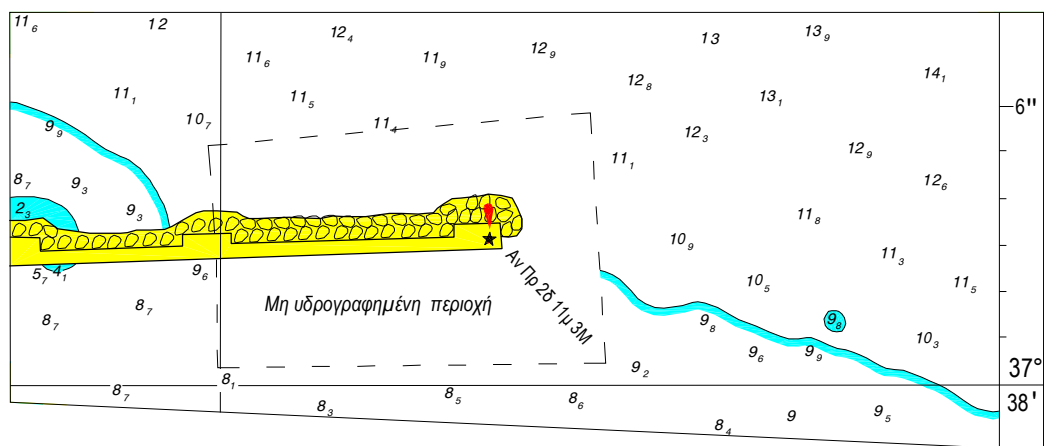 11₆ 12 12₄ 13 13₉
11₆ 11₉ 12₉ 14₁
11₁ 11₅ 12₈ 13₁ 6"
9₉ 10₇ 11₄ 12₃ 12₉
8₇ 9₃ 11₁ 12₆
2₃ 9₃ 11₈
10₉ 11₃
5₇ 4₁ 9₆ 10₅ 11₅
Αν Πρ 2δ 11μ 3Μ
8₇ 8₇ Μη υδρογραφημένη περιοχή
9₈ 9₈ 10₃
9₆ 9₉
9₂ 37°
8₇ 8₁ 8₅ 8₆ 38'
8₃ 8₄ 9 9₅